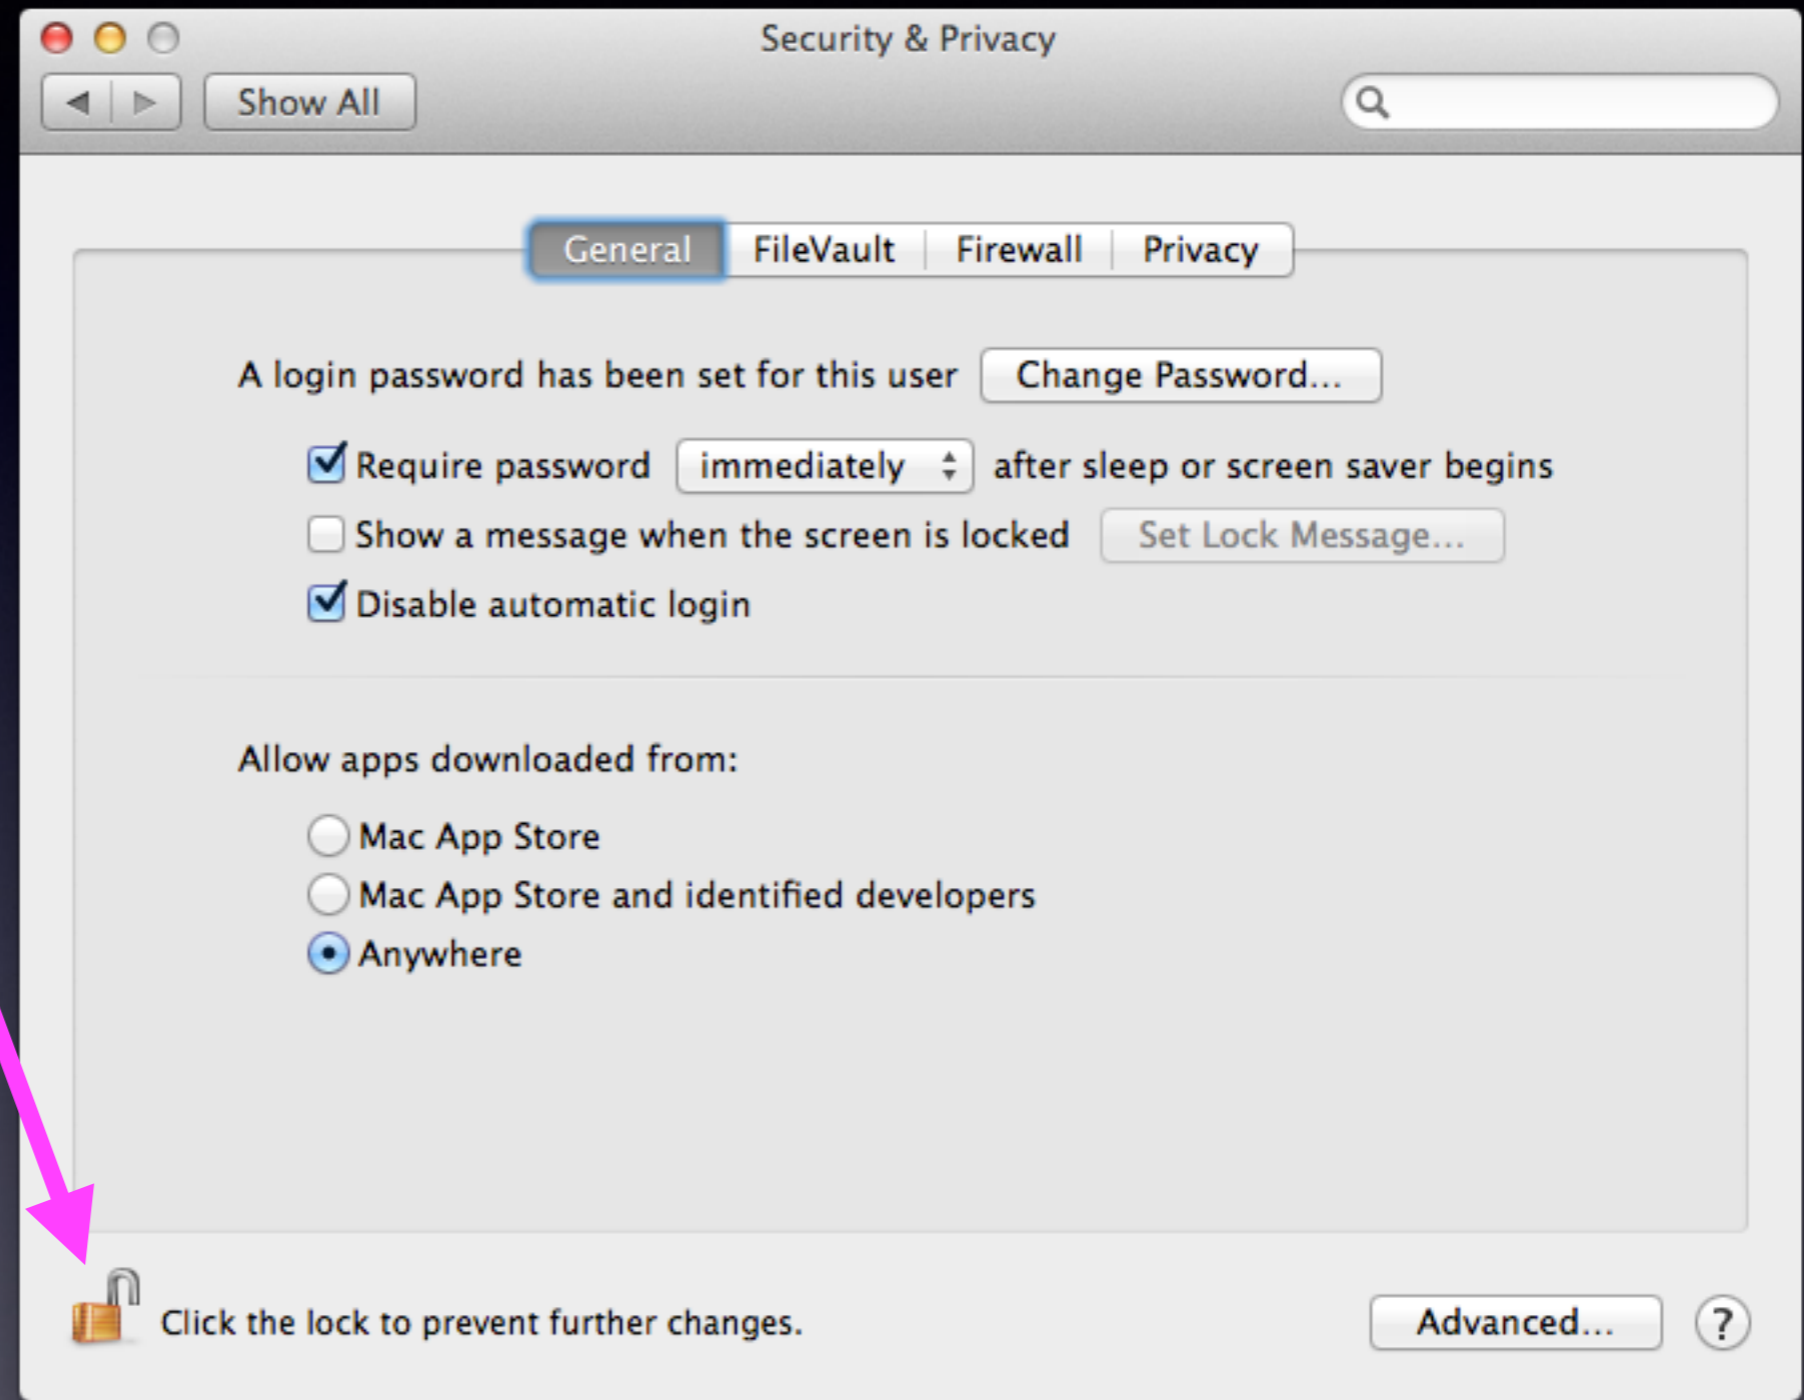 Security & Privacy
Show All
General FileVault Firewall Privacy
A login password has been set for this user Change Password...
Require password immediately after sleep or screen saver begins
Show a message when the screen is locked Set Lock Message...
Disable automatic login
Allow apps downloaded from:
Mac App Store
Mac App Store and identified developers
Anywhere
Click the lock to prevent further changes. Advanced... ?